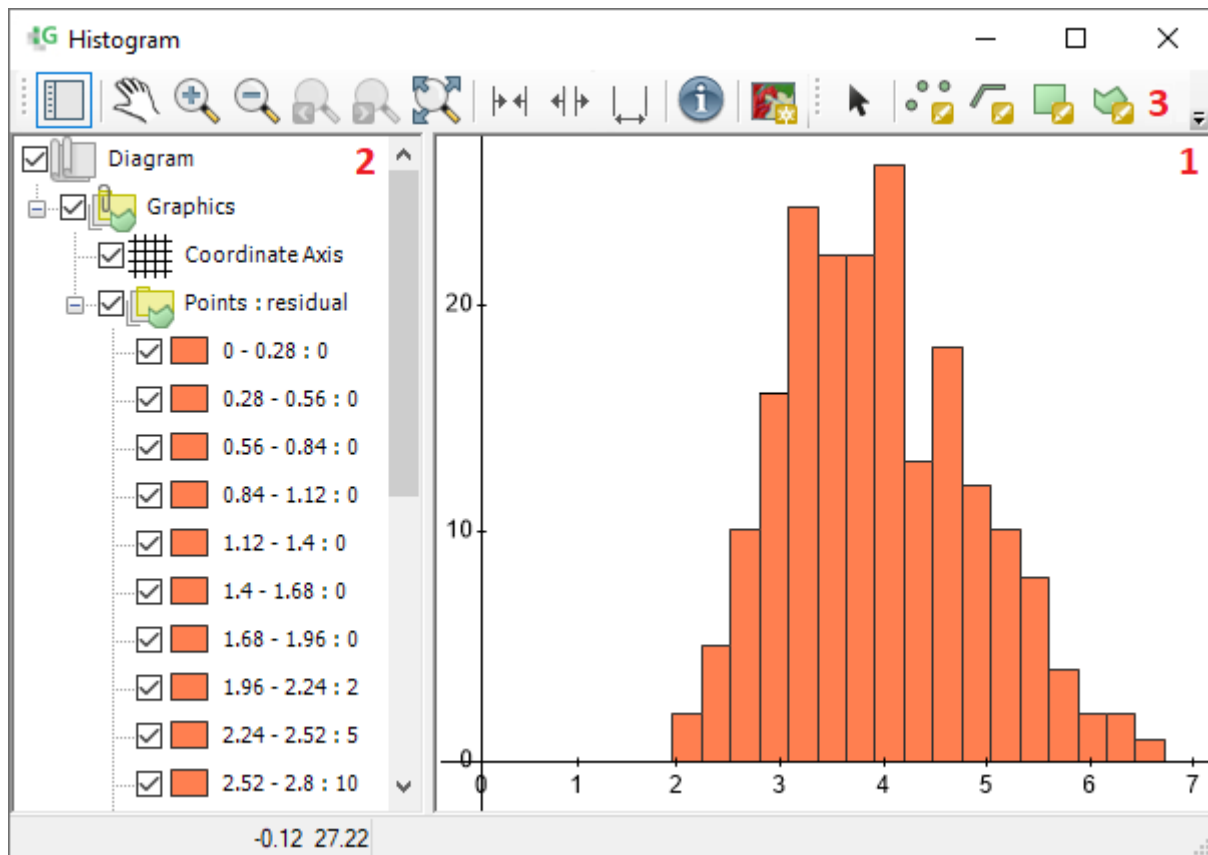 Histogram
3
Diagram
2
Graphics
Coordinate Axis
Points : residual
0 - 0.28 : 0
0.28 - 0.56 : 0
0.56 - 0.84 : 0
0.84 - 1.12 : 0
1.12 - 1.4 : 0
1.4 - 1.68 : 0
1.68 - 1.96 : 0
1.96 - 2.24 : 2
2.24 - 2.52 : 5
2.52 - 2.8 : 10
1
20
10
0
0 1 2 3 4 5 6 7
-0.12 27.22